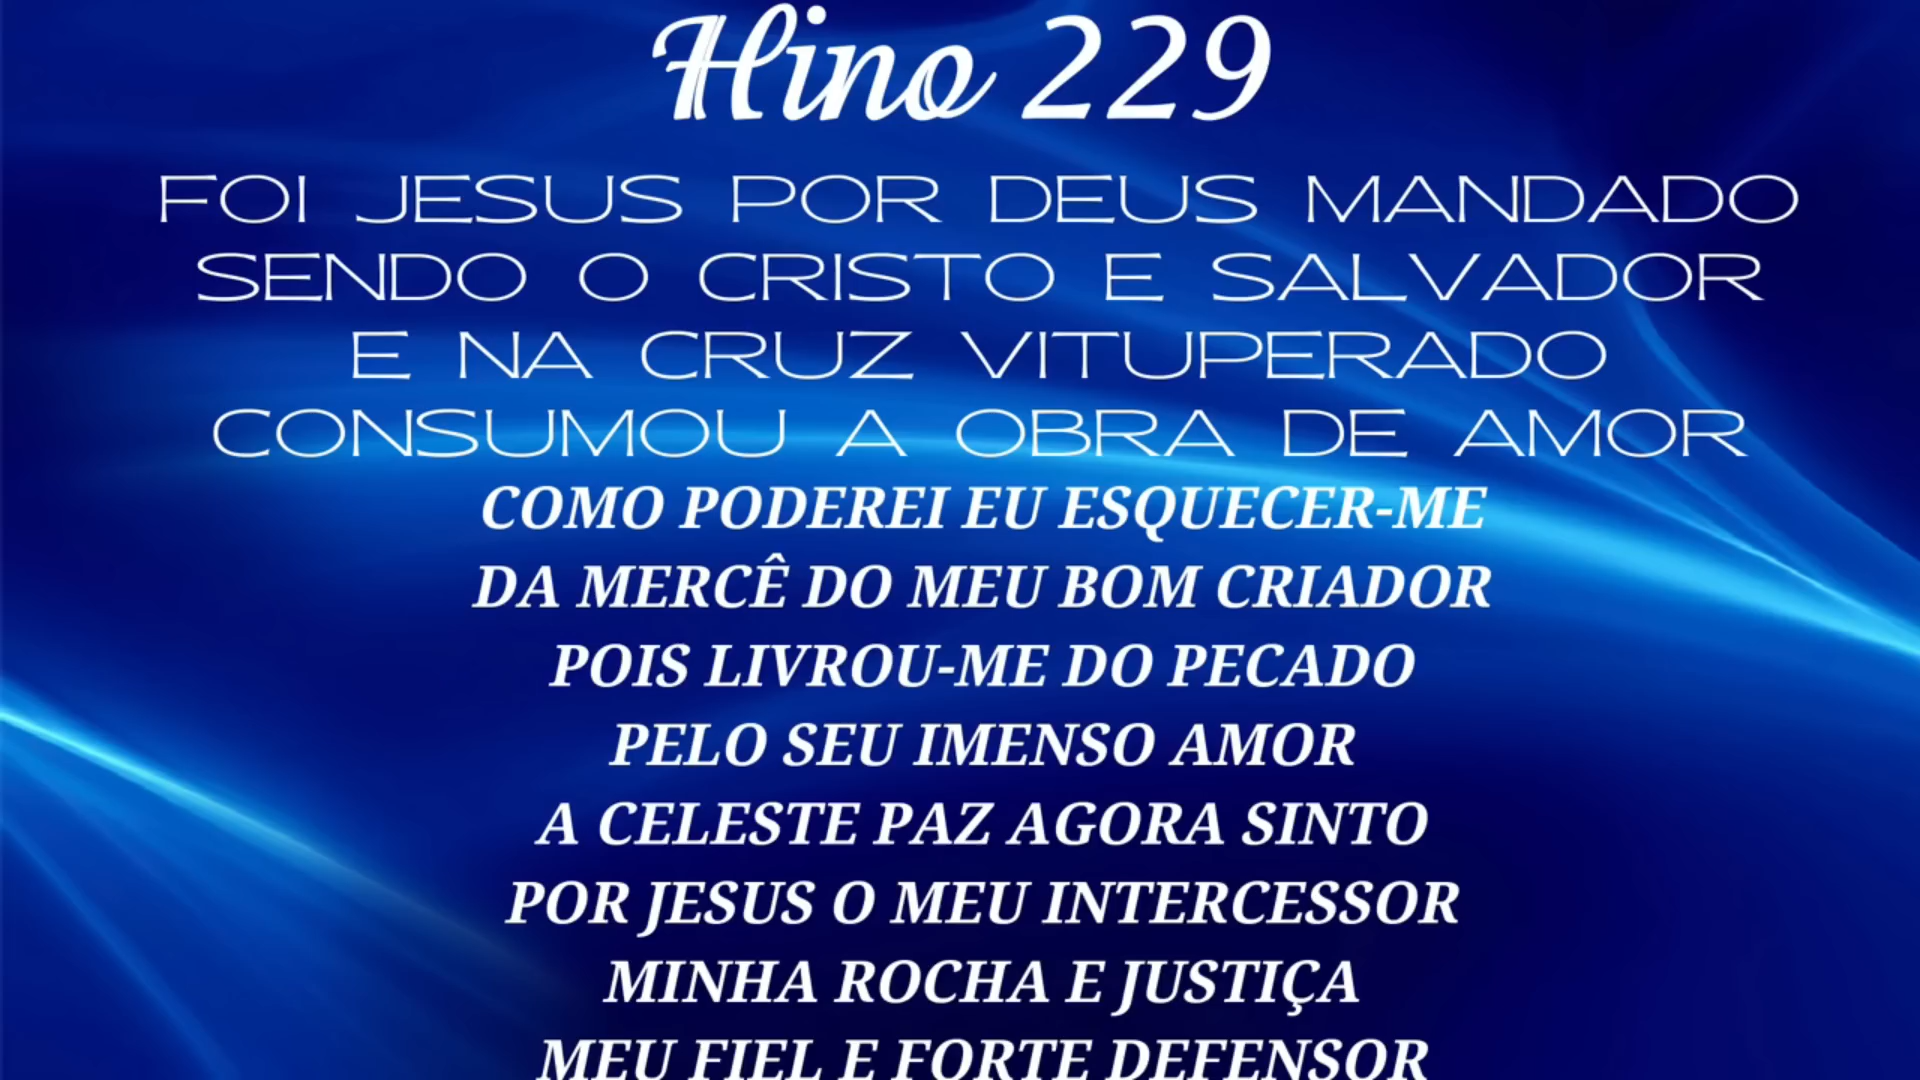 Hino 229
FOI JESUS POR DEUS MANDADO
SENDO O CRISTO E SALVADOR
E NA CRUZ VITUPERADO
CONSUMOU A OBRA DE AMOR
COMO PODEREI EU ESQUECER-ME
DA MERCÊ DO MEU BOM CRIADOR
POIS LIVROU-ME DO PECADO
PELO SEU IMENSO AMOR
A CELESTE PAZ AGORA SINTO
POR JESUS O MEU INTERCESSOR
MINHA ROCHA E JUSTIÇA
MEU FIEL E FORTE DEFENSOR